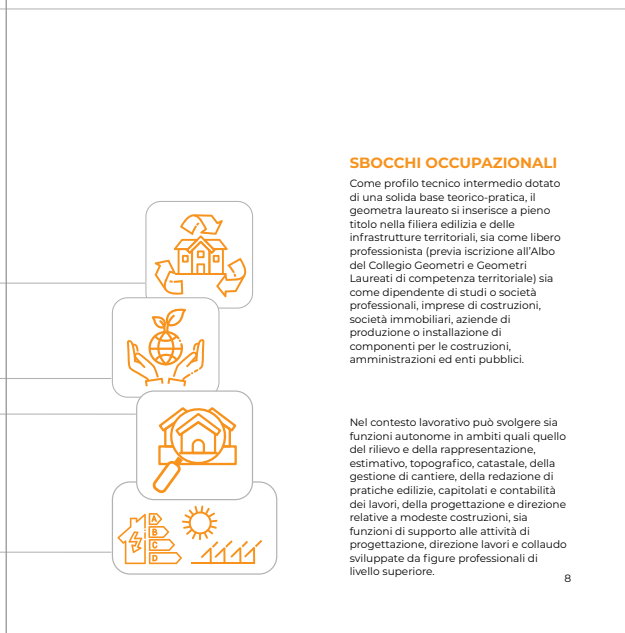 SBOCCHI OCCUPAZIONALI
Come profilo tecnico intermedio dotato
di una solida base teorico-pratica, il
geometra laureato si inserisce a pieno
titolo nella filiera edilizia e delle
infrastrutture territoriali, sia come libero
professionista (previa iscrizione all'Albo
del Collegio Geometri e Geometri
Laureati di competenza territoriale) sia
come dipendente di studi o società
professionali, imprese di costruzioni,
società immobiliari, aziende di
produzione o installazione di
componenti per le costruzioni,
amministrazioni ed enti pubblici.
Nel contesto lavorativo può svolgere sia
funzioni autonome in ambiti quali quello
del rilievo e della rappresentazione,
estimativo, topografico, catastale, della
gestione di cantiere, della redazione di
pratiche edilizie, capitolati e contabilità
dei lavori, della progettazione e direzione
relative a modeste costruzioni, sia
funzioni di supporto alle attività di
progettazione, direzione lavori e collaudo
sviluppate da figure professionali di
livello superiore.
8
A
B
C
D